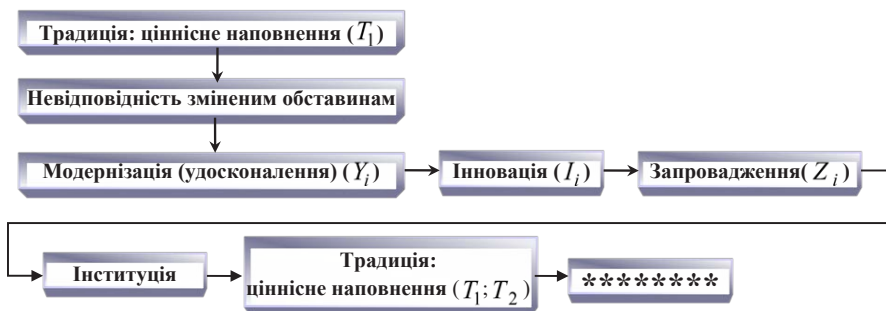 Традиція: ціннісне наповнення (T₁)
Невідповідність зміненим обставинам
Модернізація (удосконалення) (Yᵢ)
Інновація (Iᵢ)
Запровадження( Zᵢ)
Інституція
Традиція:
ціннісне наповнення (T₁; T₂)
********